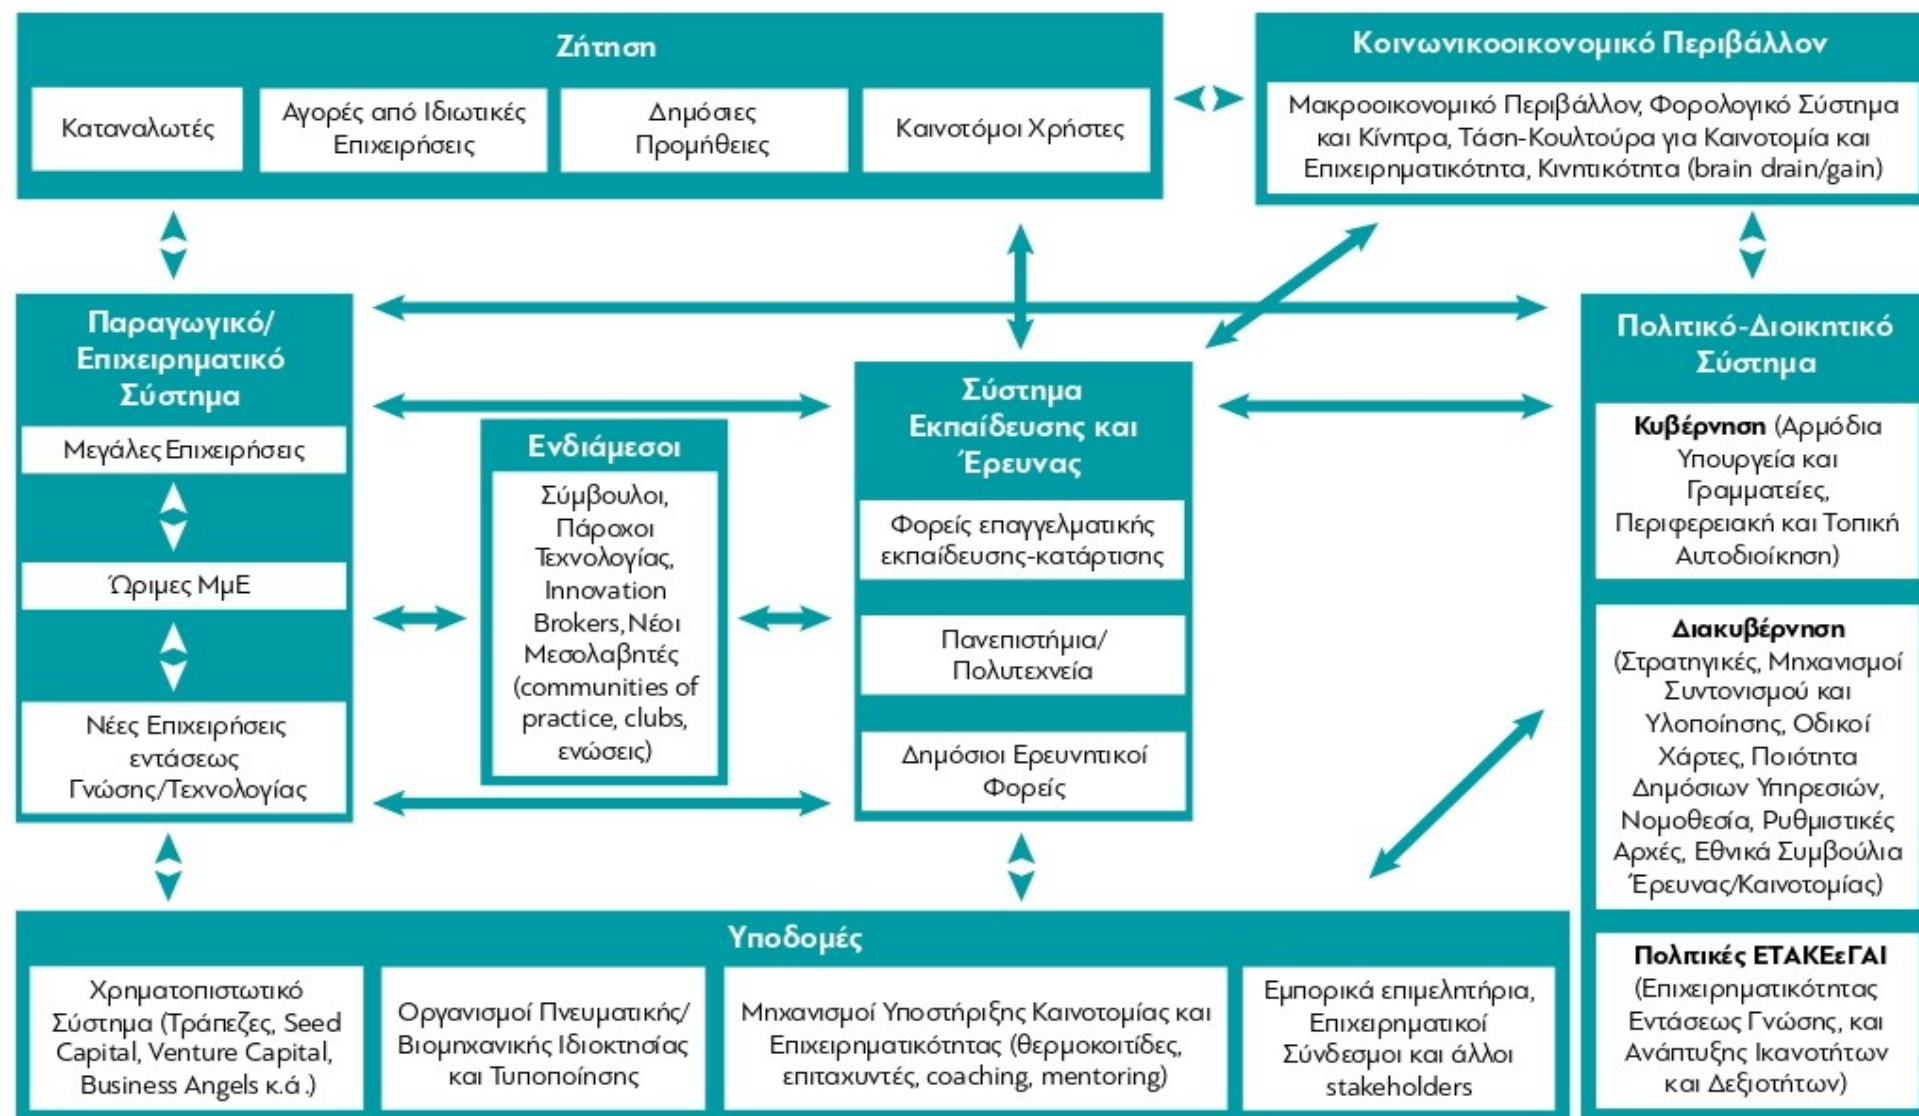 Ζήτηση
Καταναλωτές
Αγορές από Ιδιωτικές
Επιχειρήσεις
Δημόσιες
Προμήθειες
Καινοτόμοι Χρήστες
Κοινωνικοοικονομικό Περιβάλλον
Μακροοικονομικό Περιβάλλον, Φορολογικό Σύστημα
και Κίνητρα, Τάση-Κουλτούρα για Καινοτομία και
Επιχειρηματικότητα, Κινητικότητα (brain drain/gain)
Παραγωγικό/
Επιχειρηματικό
Σύστημα
Μεγάλες Επιχειρήσεις
Ώριμες ΜμΕ
Νέες Επιχειρήσεις
εντάσεως
Γνώσης/Τεχνολογίας
Ενδιάμεσοι
Σύμβουλοι,
Πάροχοι
Τεχνολογίας,
Innovation
Brokers, Νέοι
Μεσολαβητές
(communities of
practice, clubs,
ενώσεις)
Σύστημα
Εκπαίδευσης και
Έρευνας
Φορείς επαγγελματικής
εκπαίδευσης-κατάρτισης
Πανεπιστήμια/
Πολυτεχνεία
Δημόσιοι Ερευνητικοί
Φορείς
Πολιτικό-Διοικητικό
Σύστημα
Κυβέρνηση (Αρμόδια
Υπουργεία και
Γραμματείες,
Περιφερειακή και Τοπική
Αυτοδιοίκηση)
Διακυβέρνηση
(Στρατηγικές, Μηχανισμοί
Συντονισμού και
Υλοποίησης, Οδικοί
Χάρτες, Ποιότητα
Δημόσιων Υπηρεσιών,
Νομοθεσία, Ρυθμιστικές
Αρχές, Εθνικά Συμβούλια
Έρευνας/Καινοτομίας)
Πολιτικές ΕΤΑΚΕεΓΑΙ
(Επιχειρηματικότητας
Εντάσεως Γνώσης, και
Ανάπτυξης Ικανοτήτων
και Δεξιοτήτων)
Υποδομές
Χρηματοπιστωτικό
Σύστημα (Τράπεζες, Seed
Capital, Venture Capital,
Business Angels κ.ά.)
Οργανισμοί Πνευματικής/
Βιομηχανικής Ιδιοκτησίας
και Τυποποίησης
Μηχανισμοί Υποστήριξης Καινοτομίας και
Επιχειρηματικότητας (θερμοκοιτίδες,
επιταχυντές, coaching, mentoring)
Εμπορικά επιμελητήρια,
Επιχειρηματικοί
Σύνδεσμοι και άλλοι
stakeholders